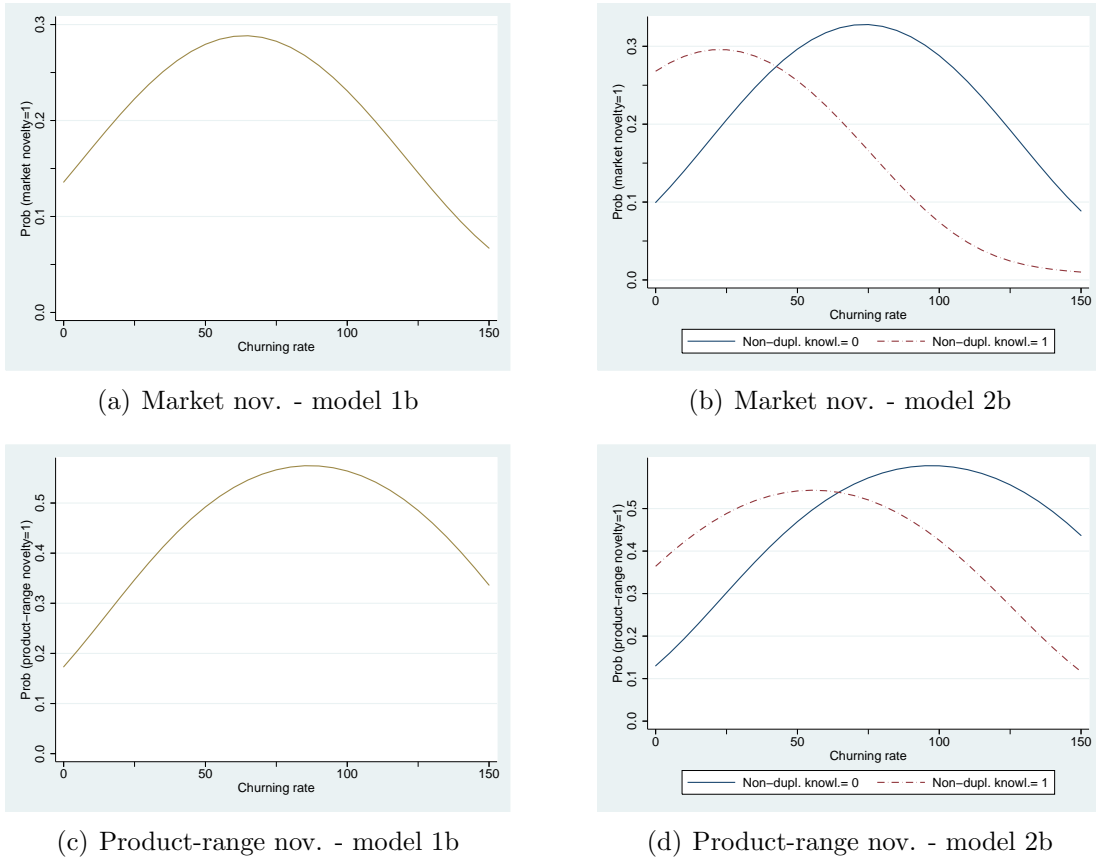 Prob (market novelty=1)
0.0 0.1 0.2 0.3
0 50 100 150
Churning rate
(a) Market nov. - model 1b
Prob (market novelty=1)
0.0 0.1 0.2 0.3
0 50 100 150
Churning rate
Non−dupl. knowl.= 0 Non−dupl. knowl.= 1
(b) Market nov. - model 2b
Prob (product−range novelty=1)
0.0 0.1 0.2 0.3 0.4 0.5
0 50 100 150
Churning rate
(c) Product-range nov. - model 1b
Prob (product−range novelty=1)
0.0 0.1 0.2 0.3 0.4 0.5
0 50 100 150
Churning rate
Non−dupl. knowl.= 0 Non−dupl. knowl.= 1
(d) Product-range nov. - model 2b